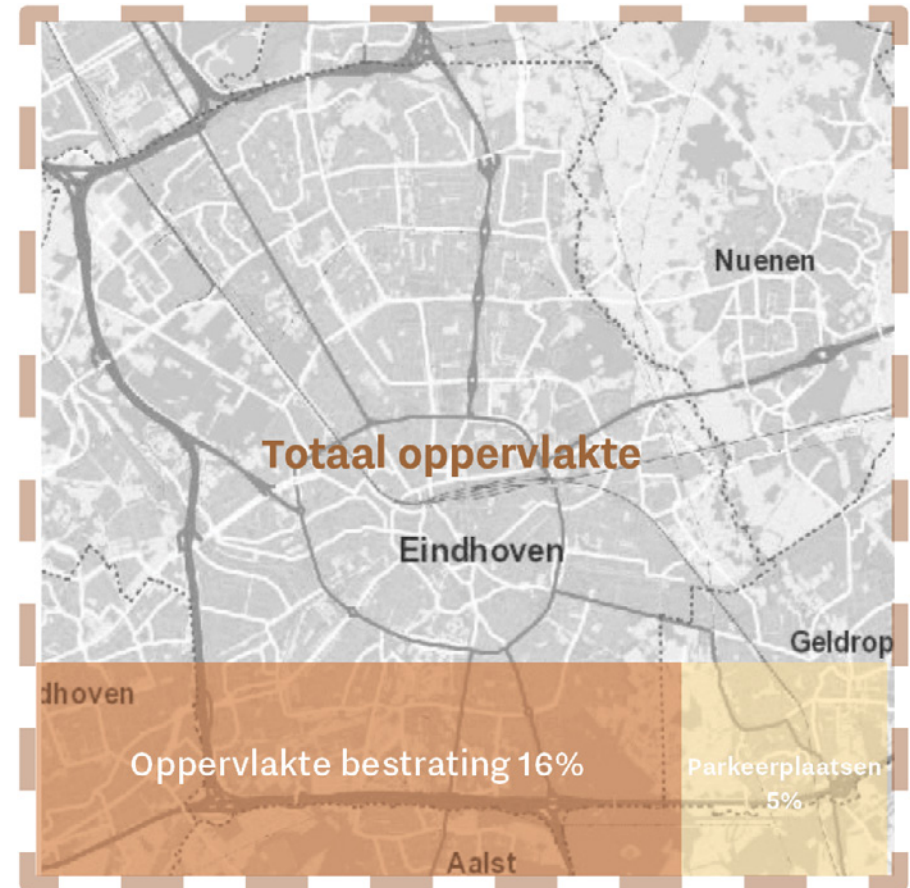 Nuenen
Totaal oppervlakte
Eindhoven
Geldrop
dhoven
Oppervlakte bestrating 16%
Parkeerplaatsen
5%
Aalst